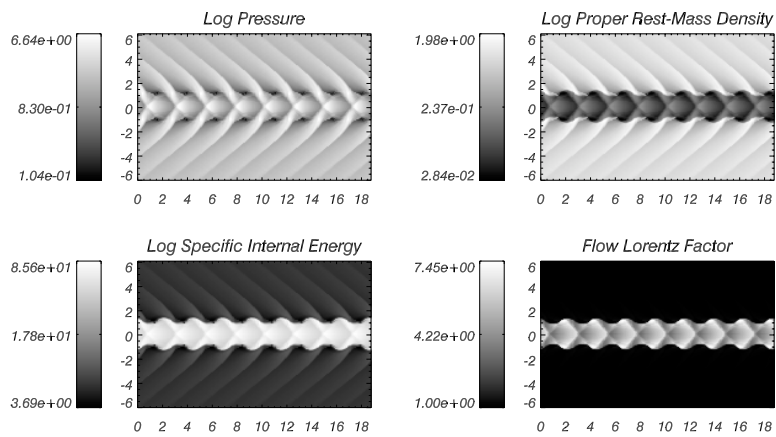 Log Pressure
6.64e+00
8.30e-01
1.04e-01
6
4
2
0
-2
-4
-6
0 2 4 6 8 10 12 14 16 18
Log Proper Rest-Mass Density
1.98e+00
2.37e-01
2.84e-02
6
4
2
0
-2
-4
-6
0 2 4 6 8 10 12 14 16 18
Log Specific Internal Energy
8.56e+01
1.78e+01
3.69e+00
6
4
2
0
-2
-4
-6
0 2 4 6 8 10 12 14 16 18
Flow Lorentz Factor
7.45e+00
4.22e+00
1.00e+00
6
4
2
0
-2
-4
-6
0 2 4 6 8 10 12 14 16 18